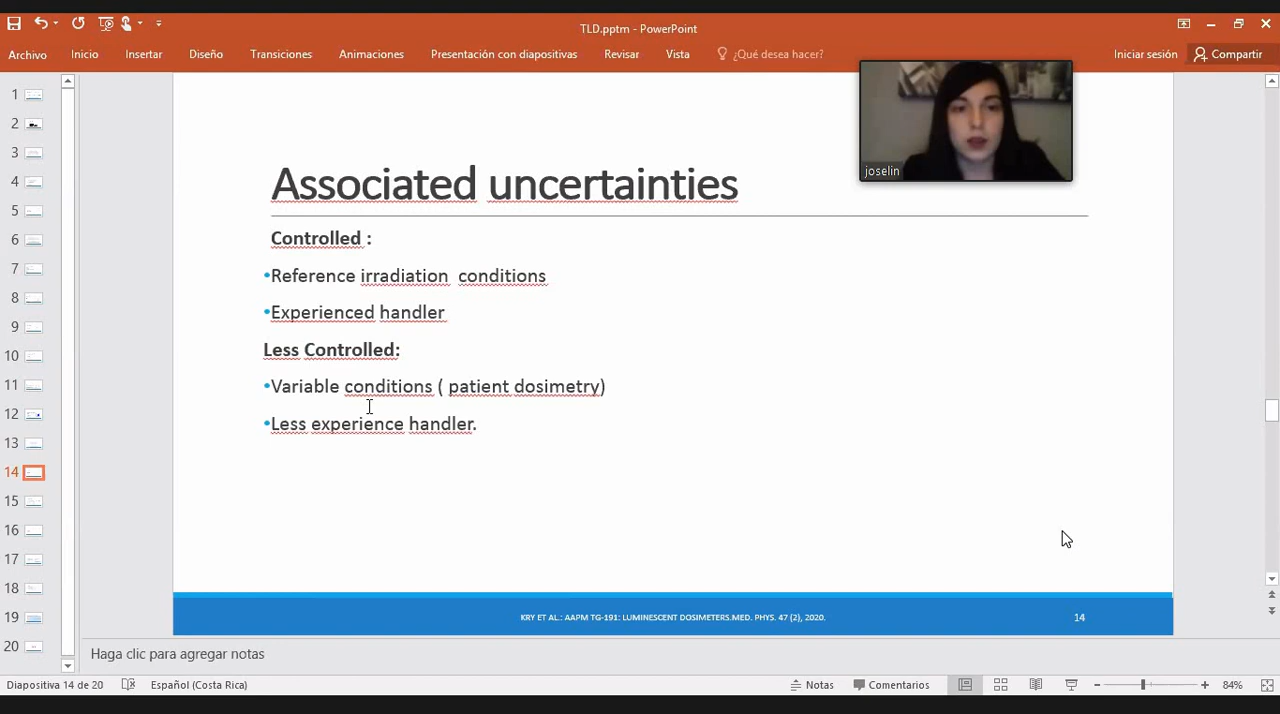 TLD.pptm - PowerPoint
Archivo Inicio Insertar Diseño Transiciones Animaciones Presentación con diapositivas Revisar Vista ¿Qué desea hacer? Iniciar sesión Compartir
joselin
1
2
3
4
5
6
7
8
9
10
11
12
13
14
15
16
17
18
19
20
Associated uncertainties
Controlled :
•Reference irradiation conditions
•Experienced handler
Less Controlled:
•Variable conditions ( patient dosimetry)
•Less experience handler.
KRY ET AL.: AAPM TG-191: LUMINESCENT DOSIMETERS.MED. PHYS. 47 (2), 2020. 14
Haga clic para agregar notas
Diapositiva 14 de 20 Español (Costa Rica) Notas Comentarios 84%